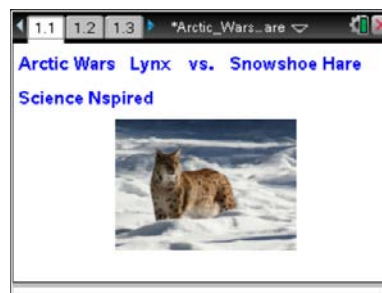 1.1 1.2 1.3 *Arctic_Wars...are
Arctic Wars Lynx vs. Snowshoe Hare
Science Nspired